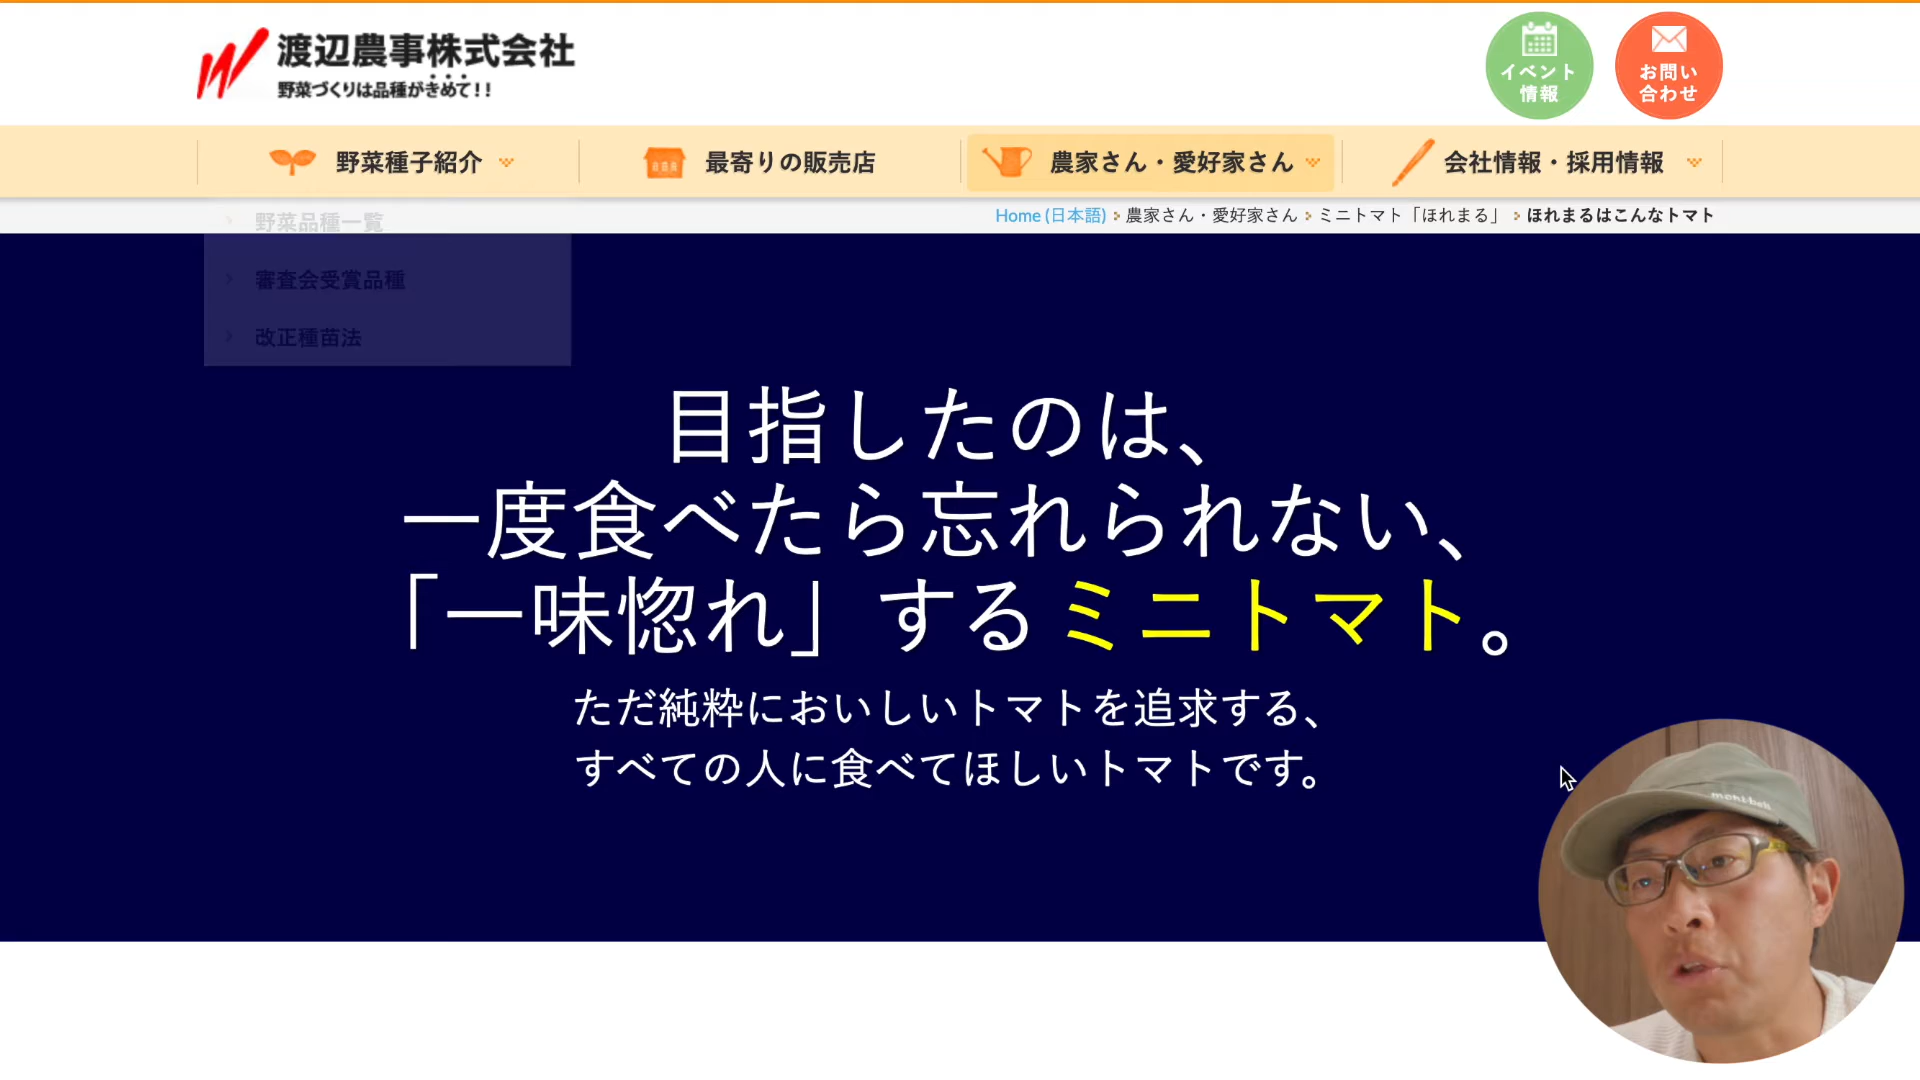 渡辺農事株式会社
野菜づくりは品種がきめて!!
イベント
情報
お問い
合わせ
野菜種子紹介
最寄りの販売店
農家さん・愛好家さん
会社情報・採用情報
Home (日本語) 農家さん・愛好家さん ミニトマト「ほれまる」 ほれまるはこんなトマト
野菜品種一覧
審査会受賞品種
改正種苗法
目指したのは、
一度食べたら忘れられない、
「一味惚れ」するミニトマト。
ただ純粋においしいトマトを追求する、
すべての人に食べてほしいトマトです。
mont-bell